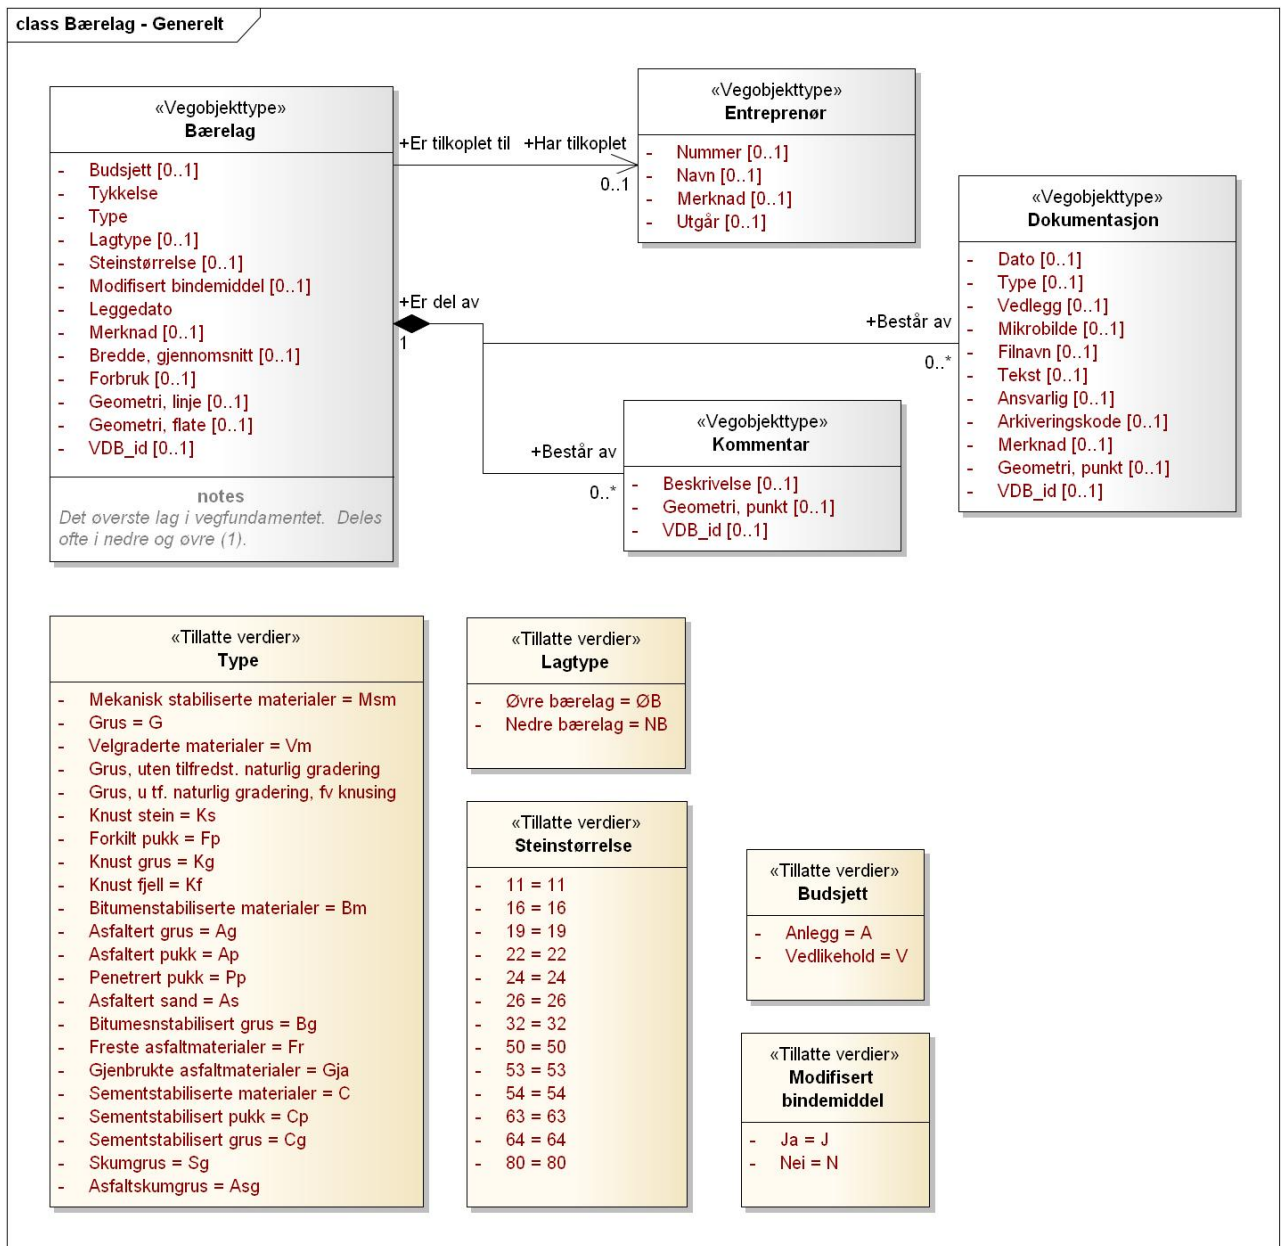 class Bærelag - Generelt
«Vegobjekttype»
Bærelag
- Budsjett [0..1]
- Tykkelse
- Type
- Lagtype [0..1]
- Steinstørrelse [0..1]
- Modifisert bindemiddel [0..1]
- Leggedato
- Merknad [0..1]
- Bredde, gjennomsnitt [0..1]
- Forbruk [0..1]
- Geometri, linje [0..1]
- Geometri, flate [0..1]
- VDB_id [0..1]
notes
Det øverste lag i vegfundamentet.  Deles
ofte i nedre og øvre (1).
+Er tilkoplet til
+Har tilkoplet
0..1
«Vegobjekttype»
Entreprenør
- Nummer [0..1]
- Navn [0..1]
- Merknad [0..1]
- Utgår [0..1]
+Er del av
1
+Består av
0..*
«Vegobjekttype»
Dokumentasjon
- Dato [0..1]
- Type [0..1]
- Vedlegg [0..1]
- Mikrobilde [0..1]
- Filnavn [0..1]
- Tekst [0..1]
- Ansvarlig [0..1]
- Arkiveringskode [0..1]
- Merknad [0..1]
- Geometri, punkt [0..1]
- VDB_id [0..1]
+Består av
0..*
«Vegobjekttype»
Kommentar
- Beskrivelse [0..1]
- Geometri, punkt [0..1]
- VDB_id [0..1]
«Tillatte verdier»
Type
- Mekanisk stabiliserte materialer = Msm
- Grus = G
- Velgraderte materialer = Vm
- Grus, uten tilfredst. naturlig gradering
- Grus, u tf. naturlig gradering, fv knusing
- Knust stein = Ks
- Forkilt pukk = Fp
- Knust grus = Kg
- Knust fjell = Kf
- Bitumenstabiliserte materialer = Bm
- Asfaltert grus = Ag
- Asfaltert pukk = Ap
- Penetrert pukk = Pp
- Asfaltert sand = As
- Bitumesnstabilisert grus = Bg
- Freste asfaltmaterialer = Fr
- Gjenbrukte asfaltmaterialer = Gja
- Sementstabiliserte materialer = C
- Sementstabilisert pukk = Cp
- Sementstabilisert grus = Cg
- Skumgrus = Sg
- Asfaltskumgrus = Asg
«Tillatte verdier»
Lagtype
- Øvre bærelag = ØB
- Nedre bærelag = NB
«Tillatte verdier»
Steinstørrelse
- 11 = 11
- 16 = 16
- 19 = 19
- 22 = 22
- 24 = 24
- 26 = 26
- 32 = 32
- 50 = 50
- 53 = 53
- 54 = 54
- 63 = 63
- 64 = 64
- 80 = 80
«Tillatte verdier»
Budsjett
- Anlegg = A
- Vedlikehold = V
«Tillatte verdier»
Modifisert
bindemiddel
- Ja = J
- Nei = N